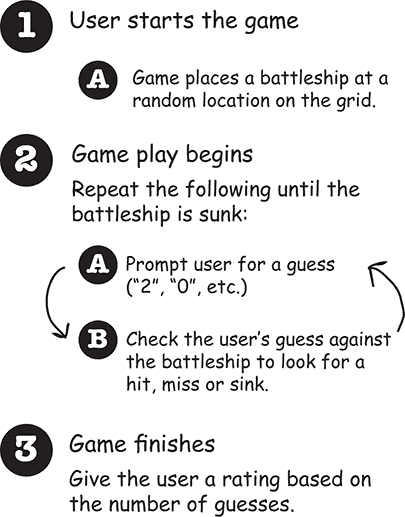 1 User starts the game
A Game places a battleship at a
random location on the grid.
2 Game play begins
Repeat the following until the
battleship is sunk:
A Prompt user for a guess
(“2”, “0”, etc.)
B Check the user’s guess against
the battleship to look for a
hit, miss or sink.
3 Game finishes
Give the user a rating based on
the number of guesses.